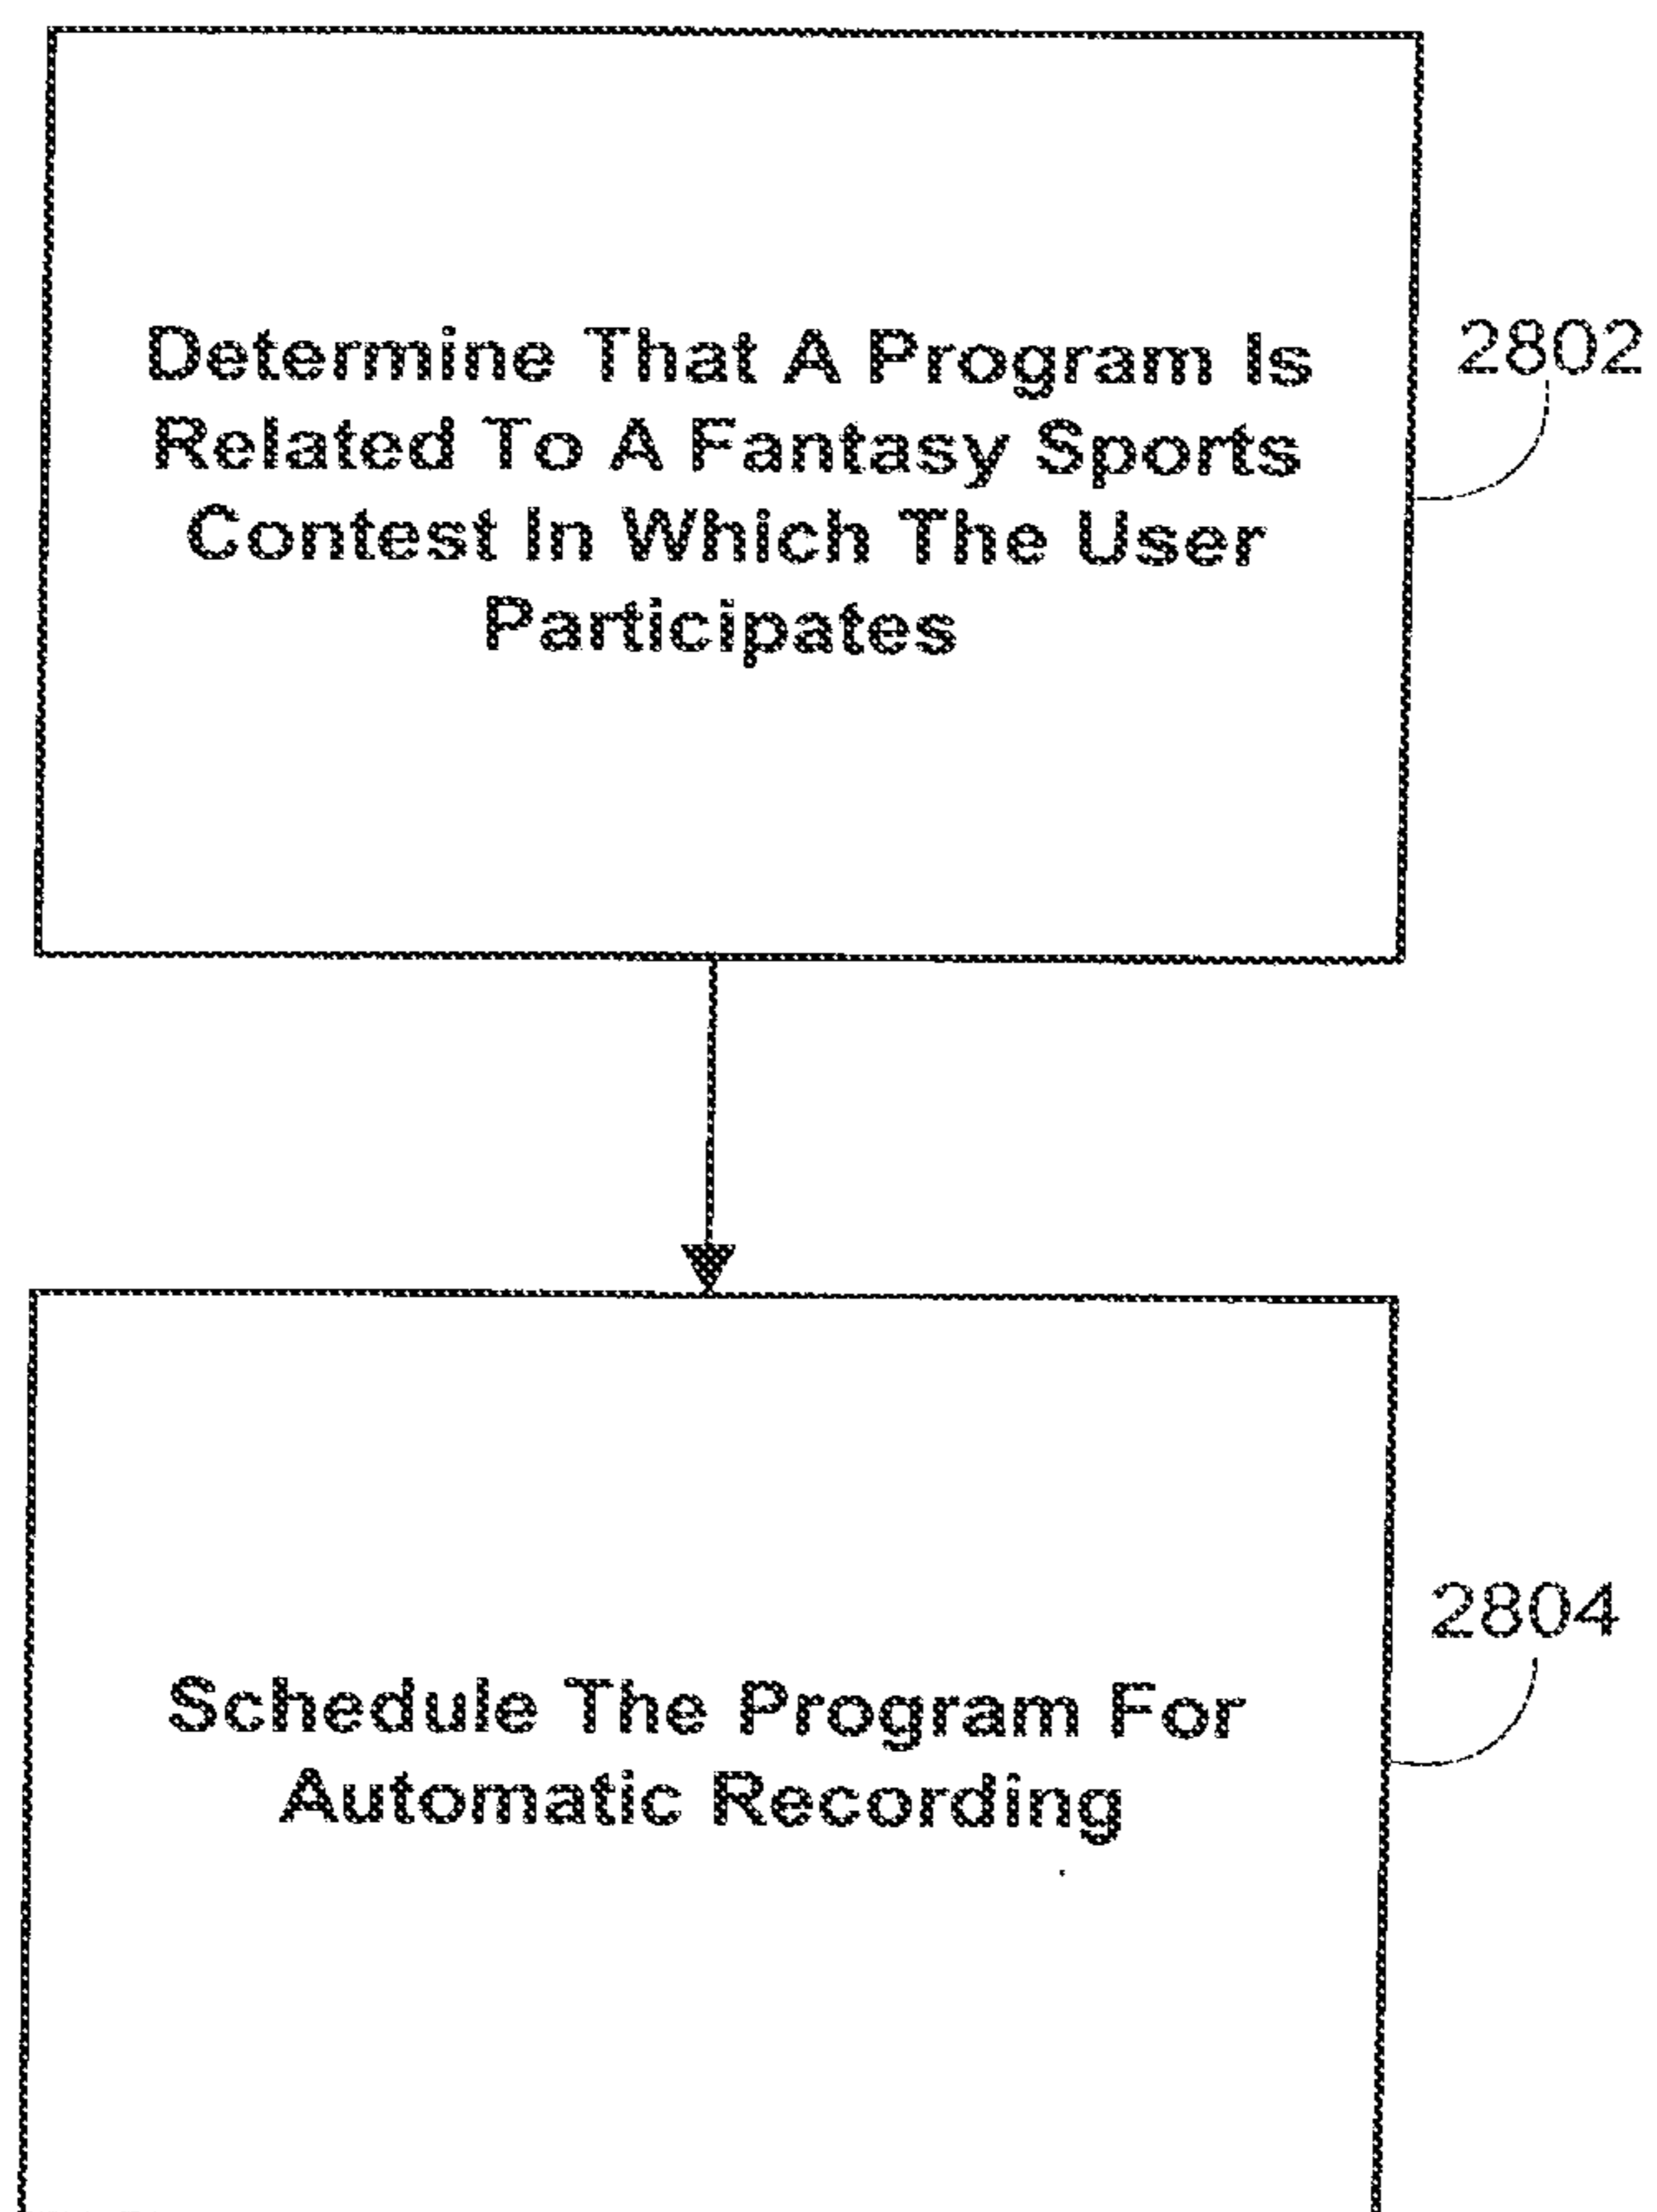 Determine That A Program Is
Related To A Fantasy Sports
Contest In Which The User
Participates
2802
Schedule The Program For
Automatic Recording
2804